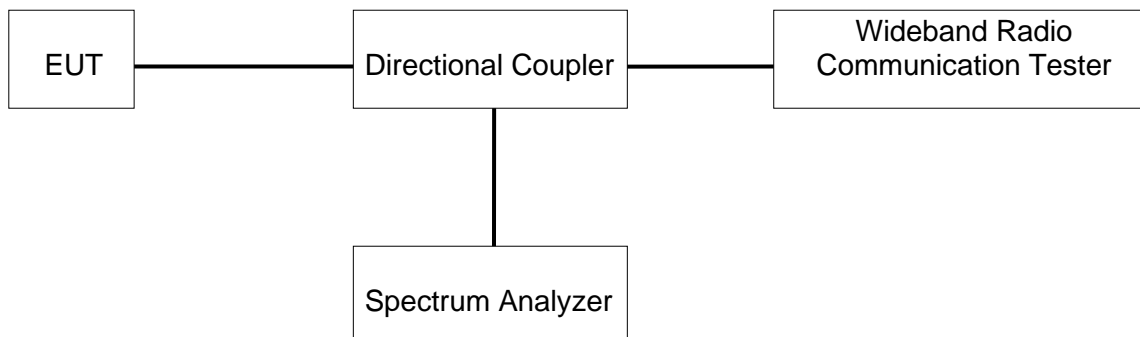 EUT
Directional Coupler
Wideband Radio
Communication Tester
Spectrum Analyzer